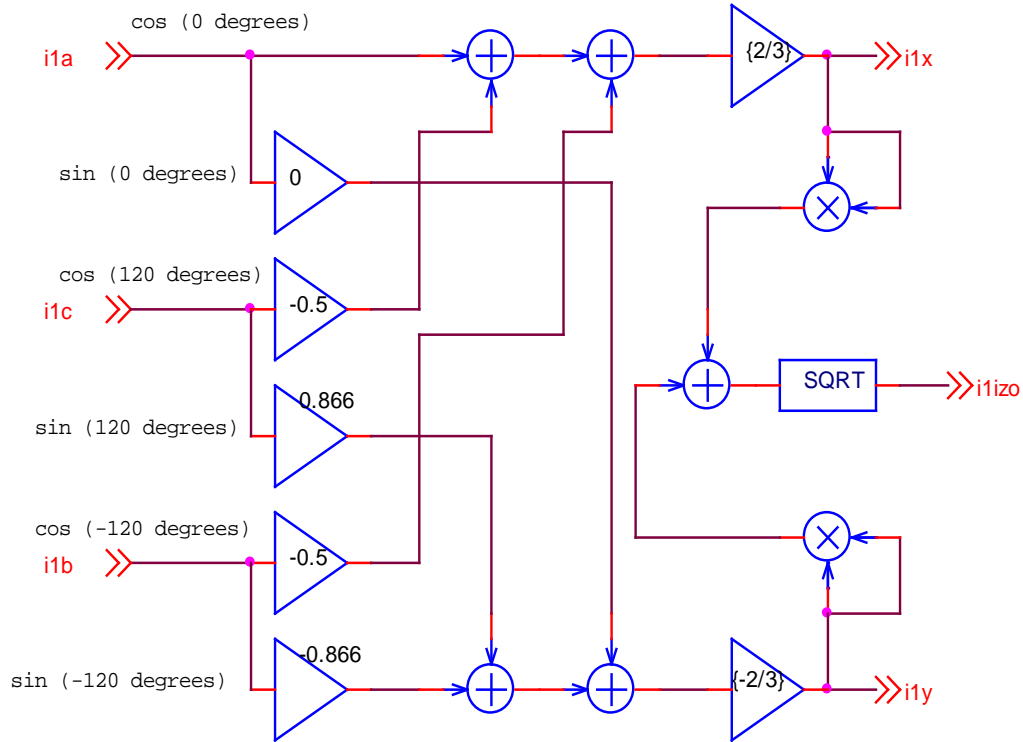 cos (0 degrees)
i1a
{2/3}
i1x
sin (0 degrees)
0
cos (120 degrees)
i1c
-0.5
SQRT
i1izo
0.866
sin (120 degrees)
cos (-120 degrees)
i1b
-0.5
-0.866
sin (-120 degrees)
{-2/3}
i1y